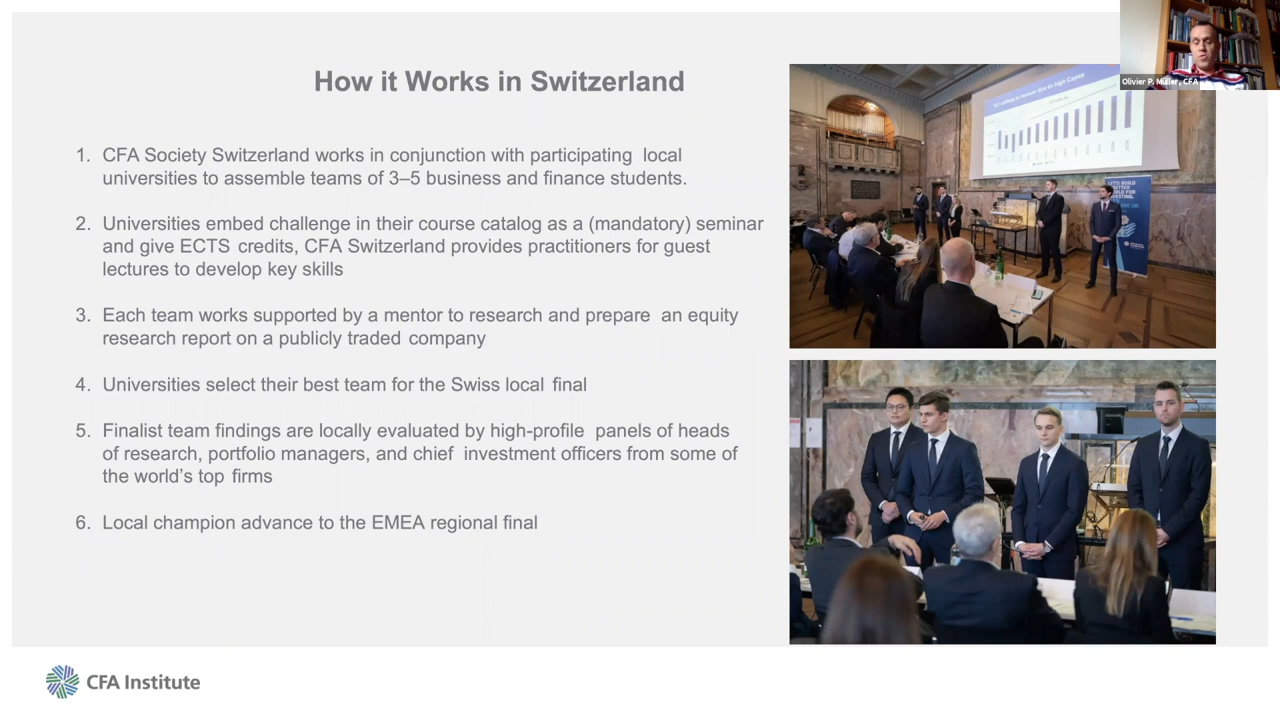 How it Works in Switzerland
1. CFA Society Switzerland works in conjunction with participating local
universities to assemble teams of 3–5 business and finance students.
2. Universities embed challenge in their course catalog as a (mandatory) seminar
and give ECTS credits, CFA Switzerland provides practitioners for guest
lectures to develop key skills
3. Each team works supported by a mentor to research and prepare an equity
research report on a publicly traded company
4. Universities select their best team for the Swiss local final
5. Finalist team findings are locally evaluated by high-profile panels of heads
of research, portfolio managers, and chief investment officers from some of
the world's top firms
6. Local champion advance to the EMEA regional final
Olivier P. Müller, CFA
CFA Institute